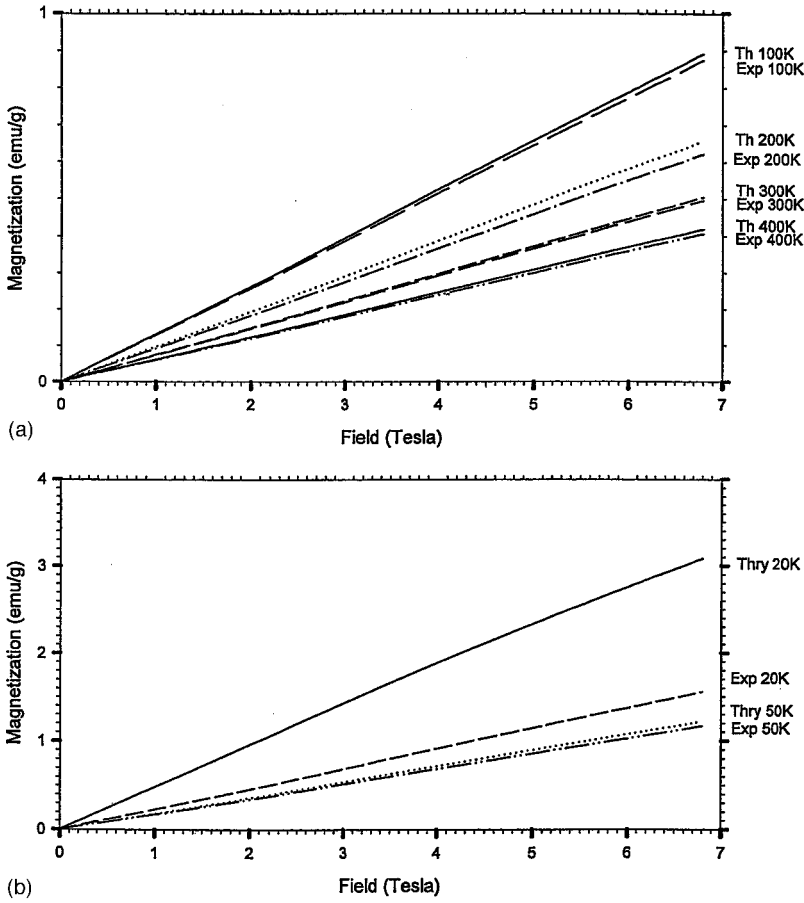 1
Magnetization (emu/g)
0
0 1 2 3 4 5 6 7
Field (Tesla)
Th 100K
Exp 100K
Th 200K
Exp 200K
Th 300K
Exp 300K
Th 400K
Exp 400K
(a)
4
3
2
1
0
Magnetization (emu/g)
0 1 2 3 4 5 6 7
Field (Tesla)
Thry 20K
Exp 20K
Thry 50K
Exp 50K
(b)